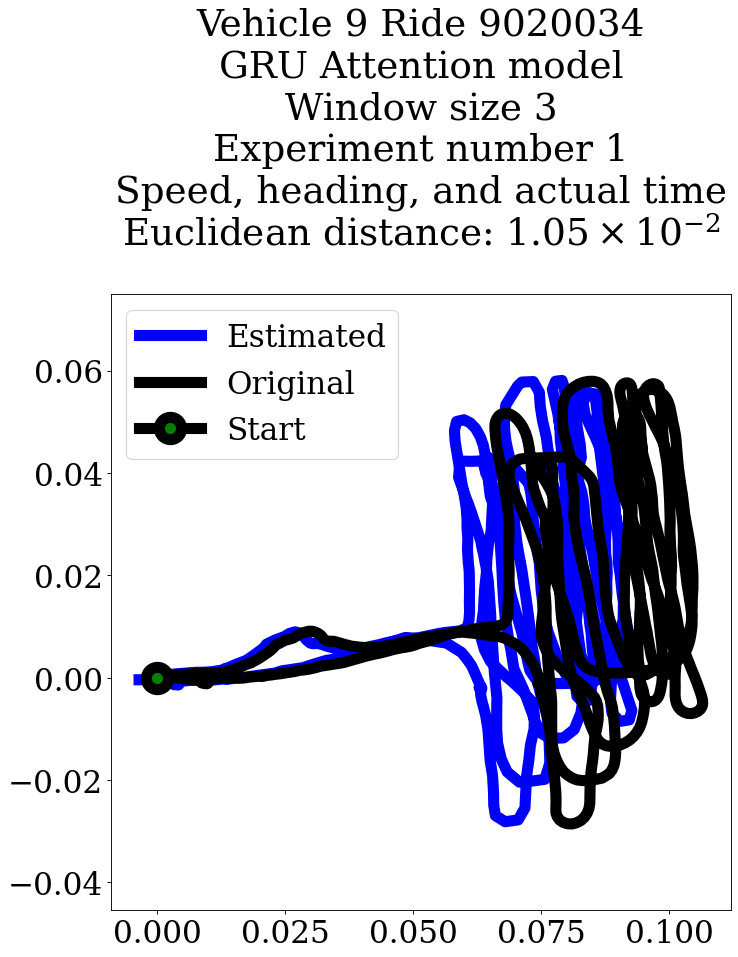 Vehicle 9 Ride 9020034
GRU Attention model
Window size 3
Experiment number 1
Speed, heading, and actual time
Euclidean distance: 1.05 × 10⁻²
Estimated
Original
Start
0.06
0.04
0.02
0.00
−0.02
−0.04
0.000 0.025 0.050 0.075 0.100